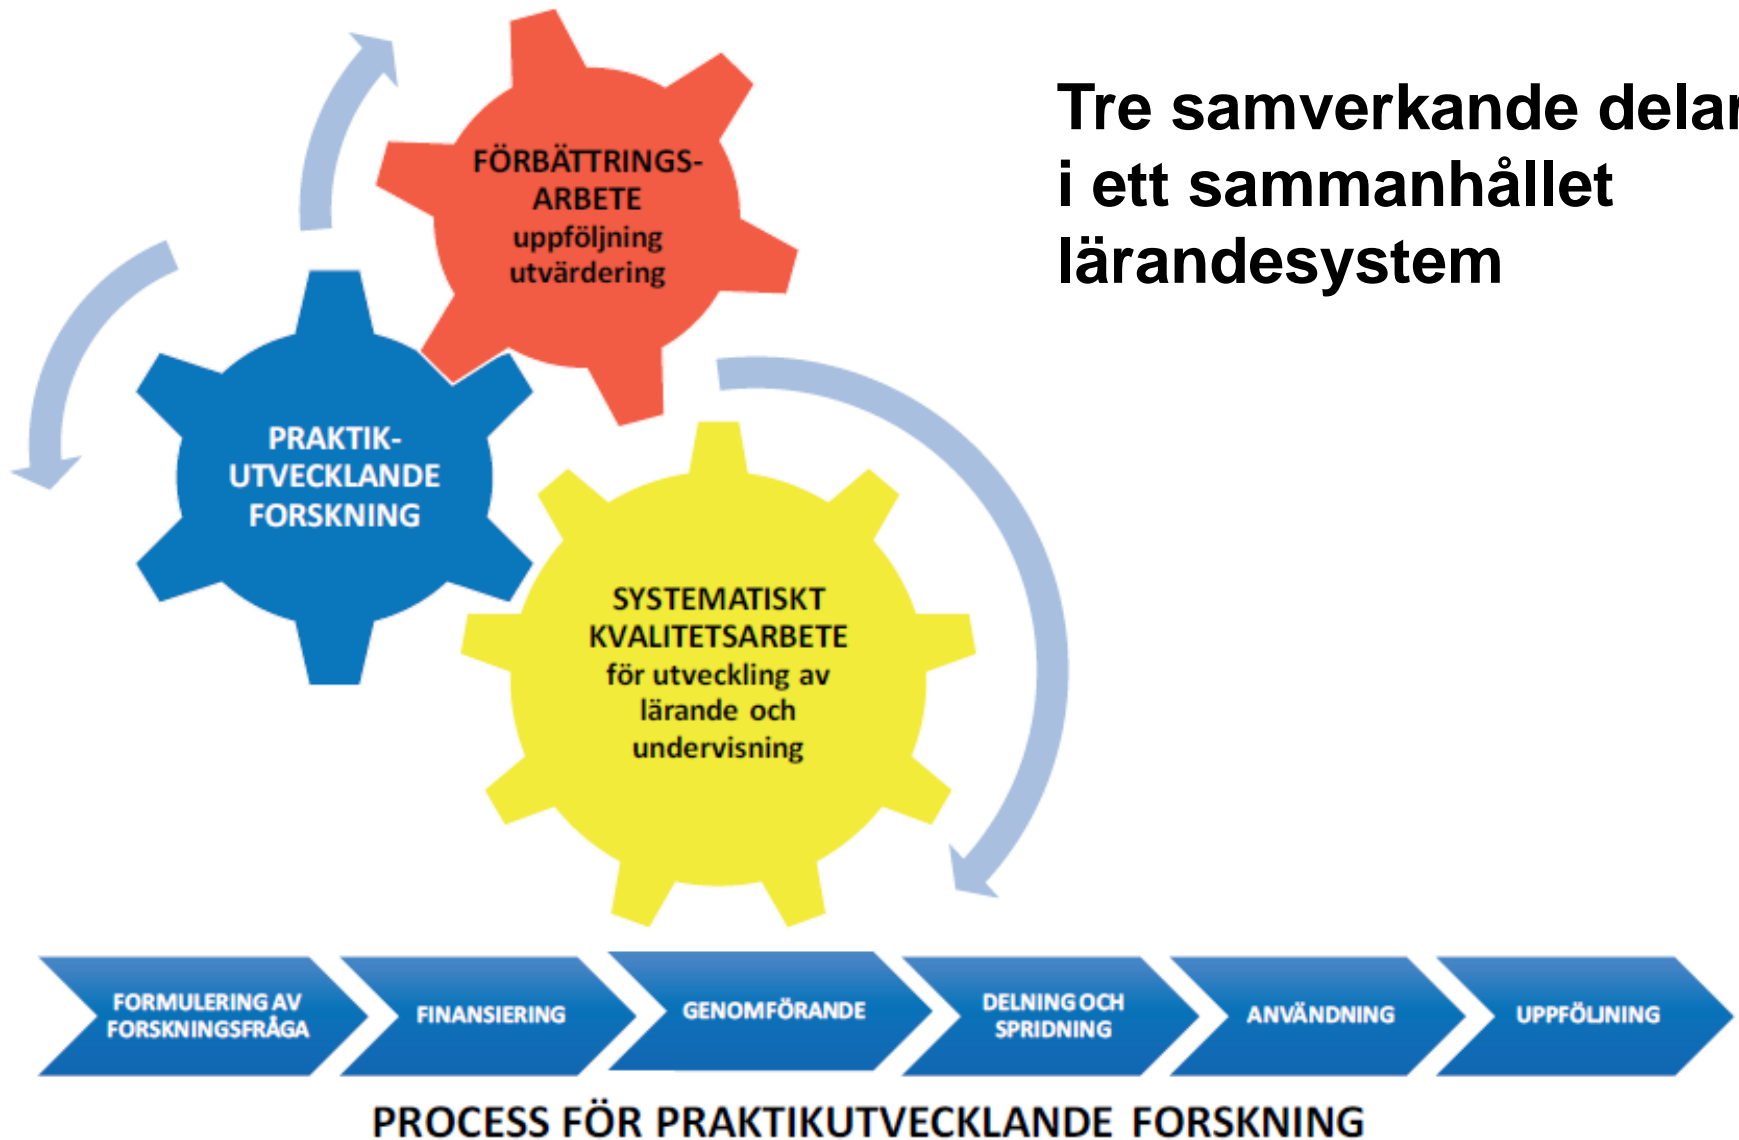 Tre samverkande delar
i ett sammanhållet
lärandesystem
FÖRBÄTTRINGS-
ARBETE
uppföljning
utvärdering
PRAKTIK-
UTVECKLANDE
FORSKNING
SYSTEMATISKT
KVALITETSARBETE
för utveckling av
lärande och
undervisning
FORMULERING AV
FORSKNINGSFRÅGA
FINANSIERING
GENOMFÖRANDE
DELNING OCH
SPRIDNING
ANVÄNDNING
UPPFÖLJNING
PROCESS FÖR PRAKTIKUTVECKLANDE FORSKNING